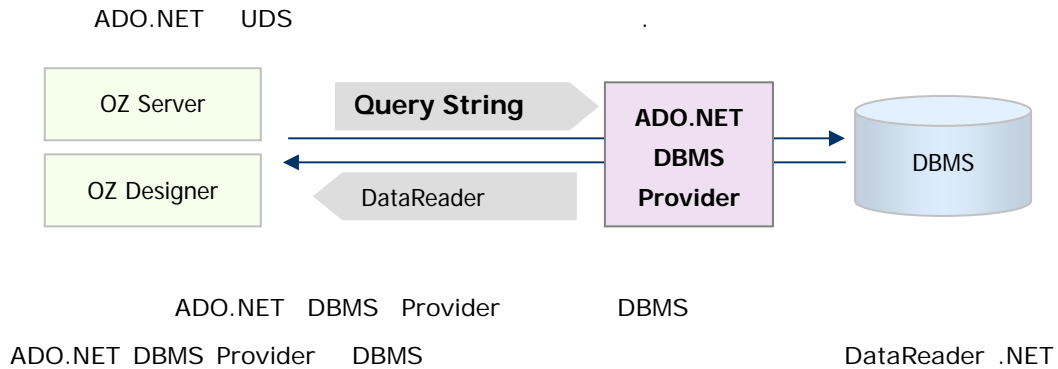 ADO.NET UDS .
OZ Server
Query String
ADO.NET
DBMS
Provider
DBMS
OZ Designer
DataReader
ADO.NET DBMS Provider DBMS
ADO.NET DBMS Provider DBMS DataReader .NET